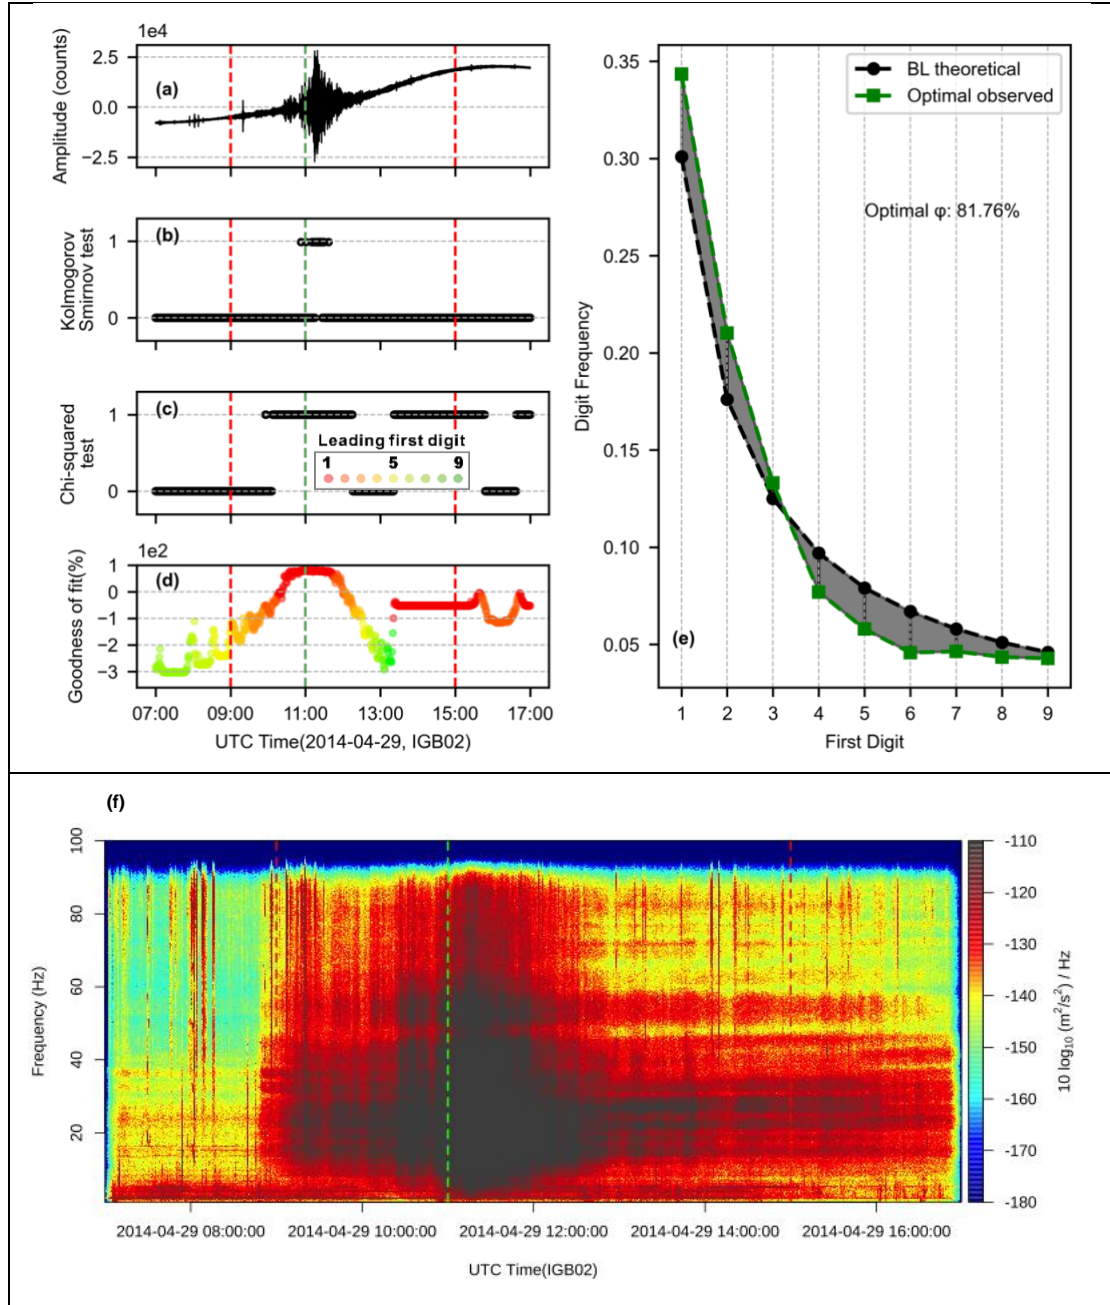 1e4
Amplitude (counts)
2.5
0.0
−2.5
(a)
Kolmogorov
Smirnov test
1
0
(b)
Chi-squared
test
1
0
(c)
Leading first digit
1 5 9
1e2
Goodness of fit(%)
1
0
−1
−2
−3
(d)
07:00 09:00 11:00 13:00 15:00 17:00
UTC Time(2014-04-29, IGB02)
BL theoretical
Optimal observed
Optimal φ: 81.76%
Digit Frequency
0.35
0.30
0.25
0.20
0.15
0.10
0.05
(e)
1 2 3 4 5 6 7 8 9
First Digit
(f)
Frequency (Hz)
100
80
60
40
20
2014-04-29 08:00:00 2014-04-29 10:00:00 2014-04-29 12:00:00 2014-04-29 14:00:00 2014-04-29 16:00:00
UTC Time(IGB02)
-110
-120
-130
-140
-150
-160
-170
-180
10 log₁₀ (m²/s²) / Hz